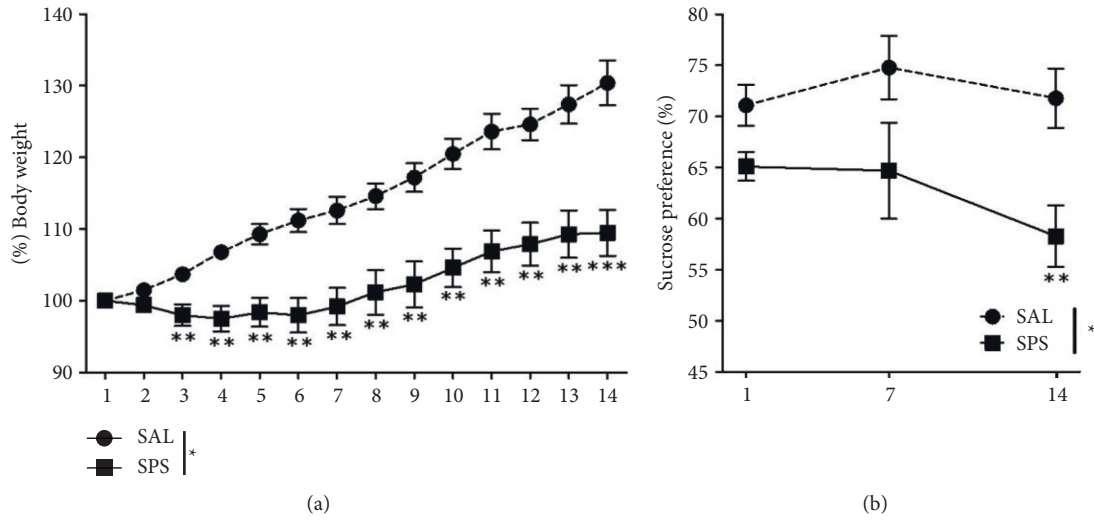 (%) Body weight
140
130
120
110
100
90
** ** ** ** ** ** ** ** ** ** ** ***
1 2 3 4 5 6 7 8 9 10 11 12 13 14
SAL
SPS
*
(a)
Sucrose preference (%)
80
75
70
65
60
55
50
45
**
SAL
SPS
*
1 7 14
(b)